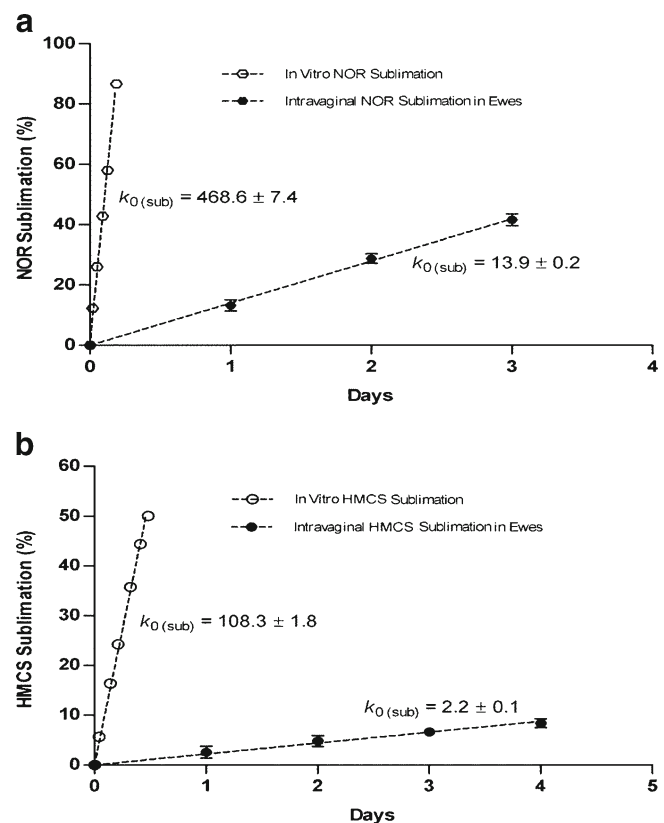 a
100
80
60
40
20
0
NOR Sublimation (%)
In Vitro NOR Sublimation
Intravaginal NOR Sublimation in Ewes
k0 (sub) = 468.6 ± 7.4
k0 (sub) = 13.9 ± 0.2
0 1 2 3 4
Days
b
60
50
40
30
20
10
0
HMCS Sublimation (%)
In Vitro HMCS Sublimation
Intravaginal HMCS Sublimation in Ewes
k0 (sub) = 108.3 ± 1.8
k0 (sub) = 2.2 ± 0.1
0 1 2 3 4 5
Days